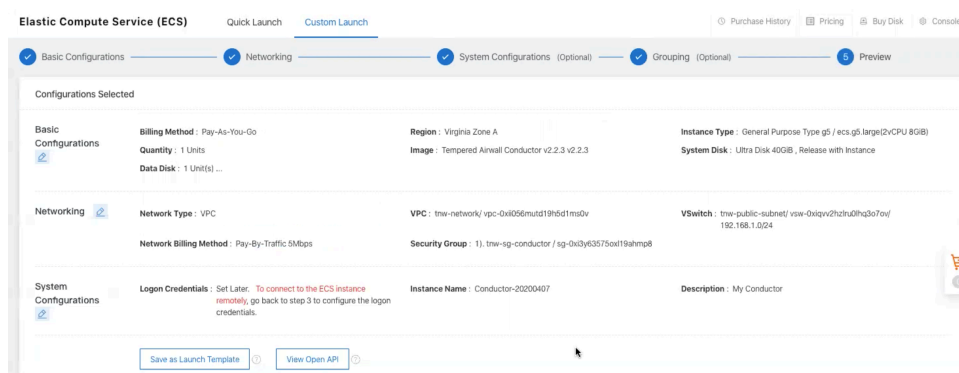 Elastic Compute Service (ECS) Quick Launch Custom Launch Purchase History Pricing Buy Disk Console
Basic Configurations Networking System Configurations (Optional) Grouping (Optional) 5 Preview
Configurations Selected
Basic
Configurations
Billing Method : Pay-As-You-Go
Region : Virginia Zone A
Instance Type : General Purpose Type g5 / ecs.g5.large(2vCPU 8GiB)
Quantity : 1 Units
Image : Tempered Airwall Conductor v2.2.3 v2.2.3
System Disk : Ultra Disk 40GiB , Release with Instance
Data Disk : 1 Unit(s) ...
Networking
Network Type : VPC
VPC : tnw-network/ vpc-0xii056mutd19h5d1ms0v
VSwitch : tnw-public-subnet/ vsw-0xiqvv2hzlru0lhq3o7ov/
192.168.1.0/24
Network Billing Method : Pay-By-Traffic 5Mbps
Security Group : 1). tnw-sg-conductor / sg-0xi3y63575oxl19ahmp8
System
Configurations
Logon Credentials : Set Later. To connect to the ECS instance
remotely, go back to step 3 to configure the logon
credentials.
Instance Name : Conductor-20200407
Description : My Conductor
Save as Launch Template ? View Open API ?